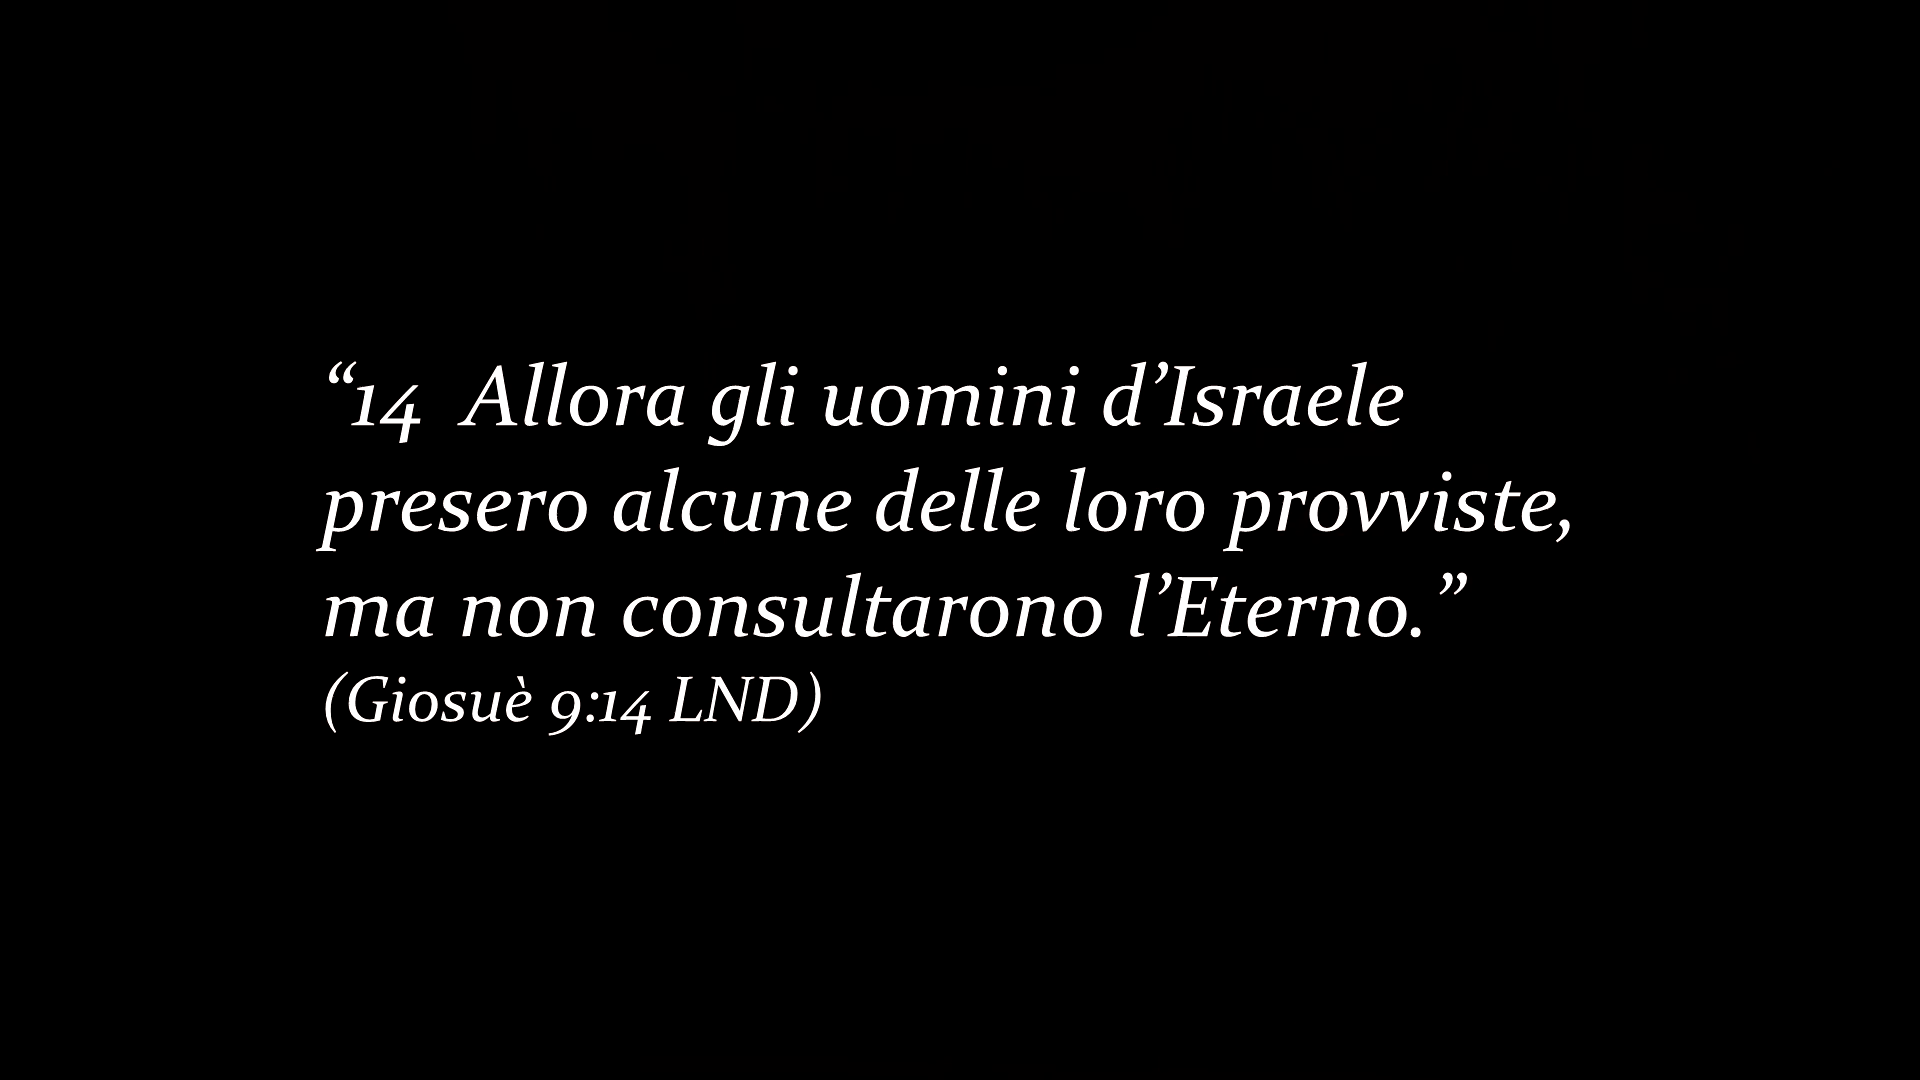 “14  Allora gli uomini d’Israele
presero alcune delle loro provviste,
ma non consultarono l’Eterno.”
(Giosuè 9:14 LND)